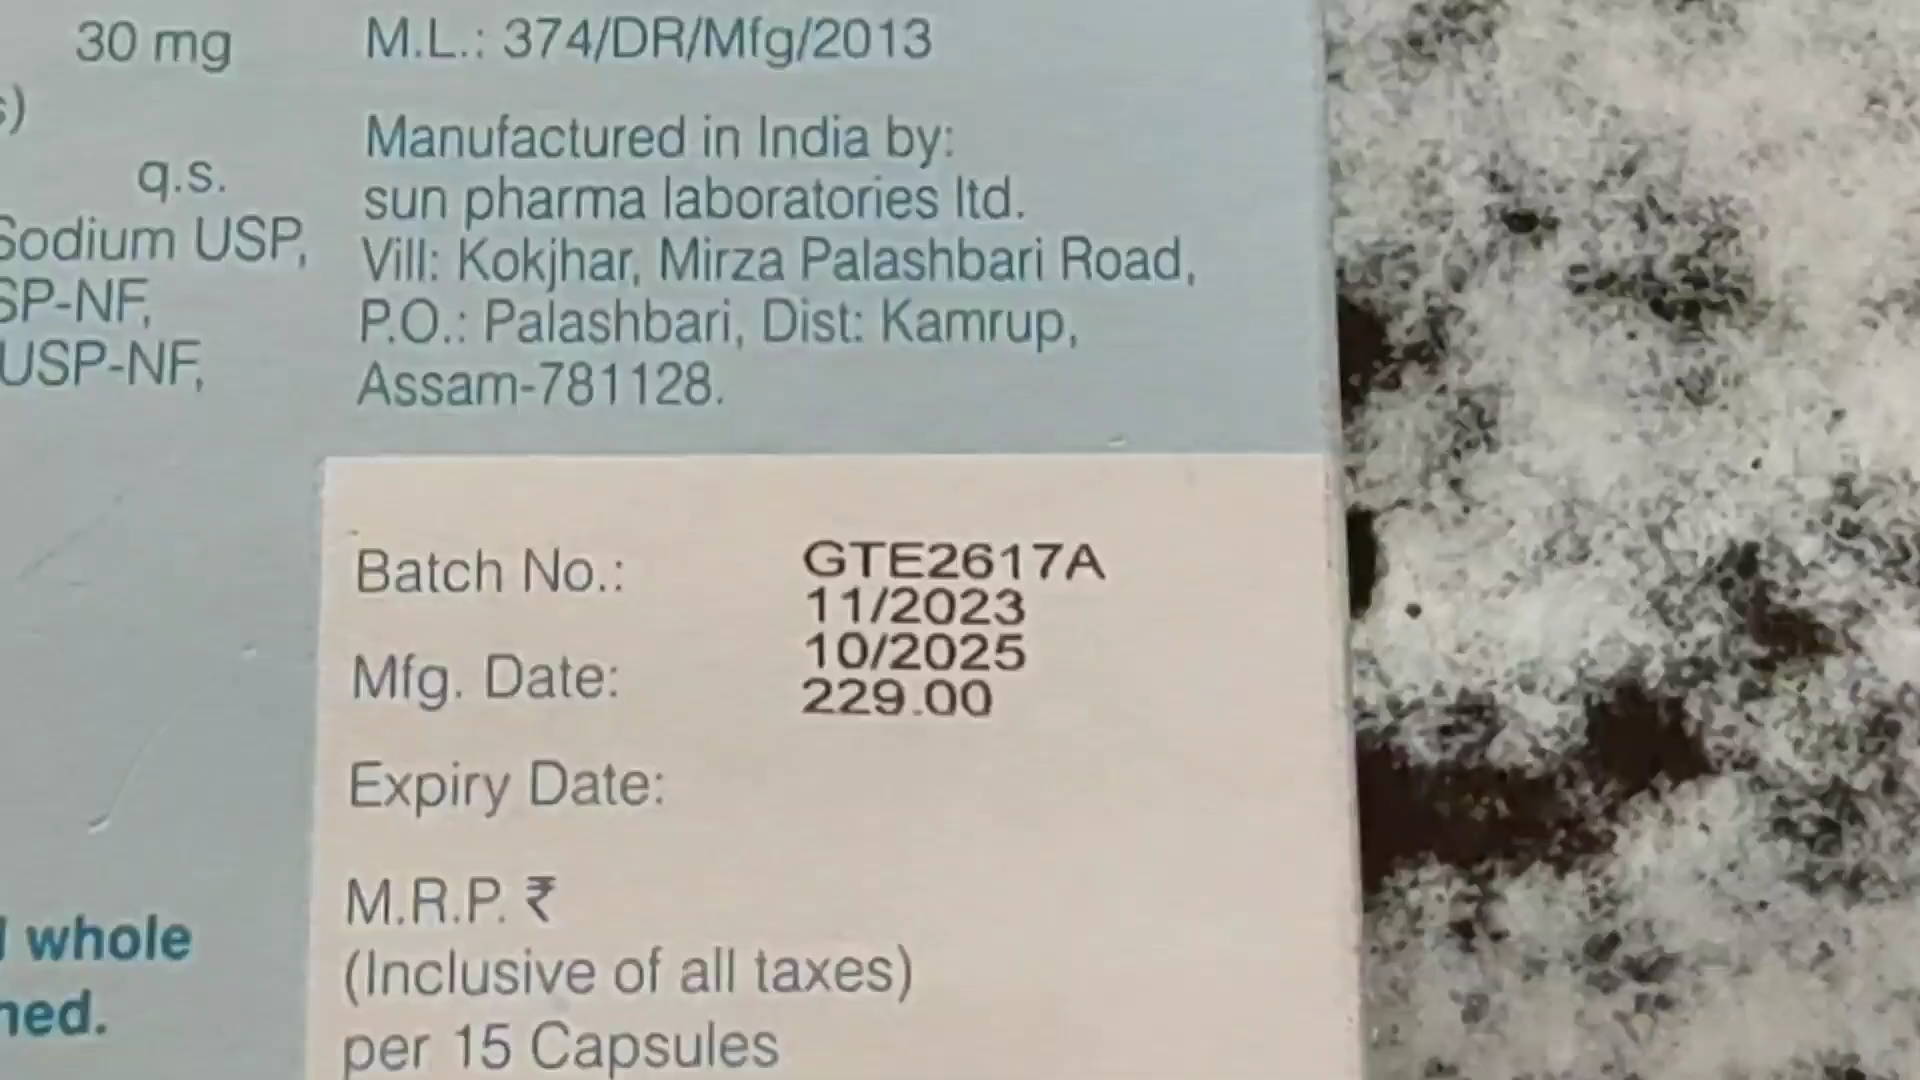 30 mg
s)
q.s.
Sodium USP,
SP-NF,
USP-NF,
l whole
ned.
M.L.: 374/DR/Mfg/2013
Manufactured in India by:
sun pharma laboratories ltd.
Vill: Kokjhar, Mirza Palashbari Road,
P.O.: Palashbari, Dist: Kamrup,
Assam-781128.
Batch No.: GTE2617A
11/2023
Mfg. Date: 10/2025
229.00
Expiry Date:
M.R.P. ₹
(Inclusive of all taxes)
per 15 Capsules